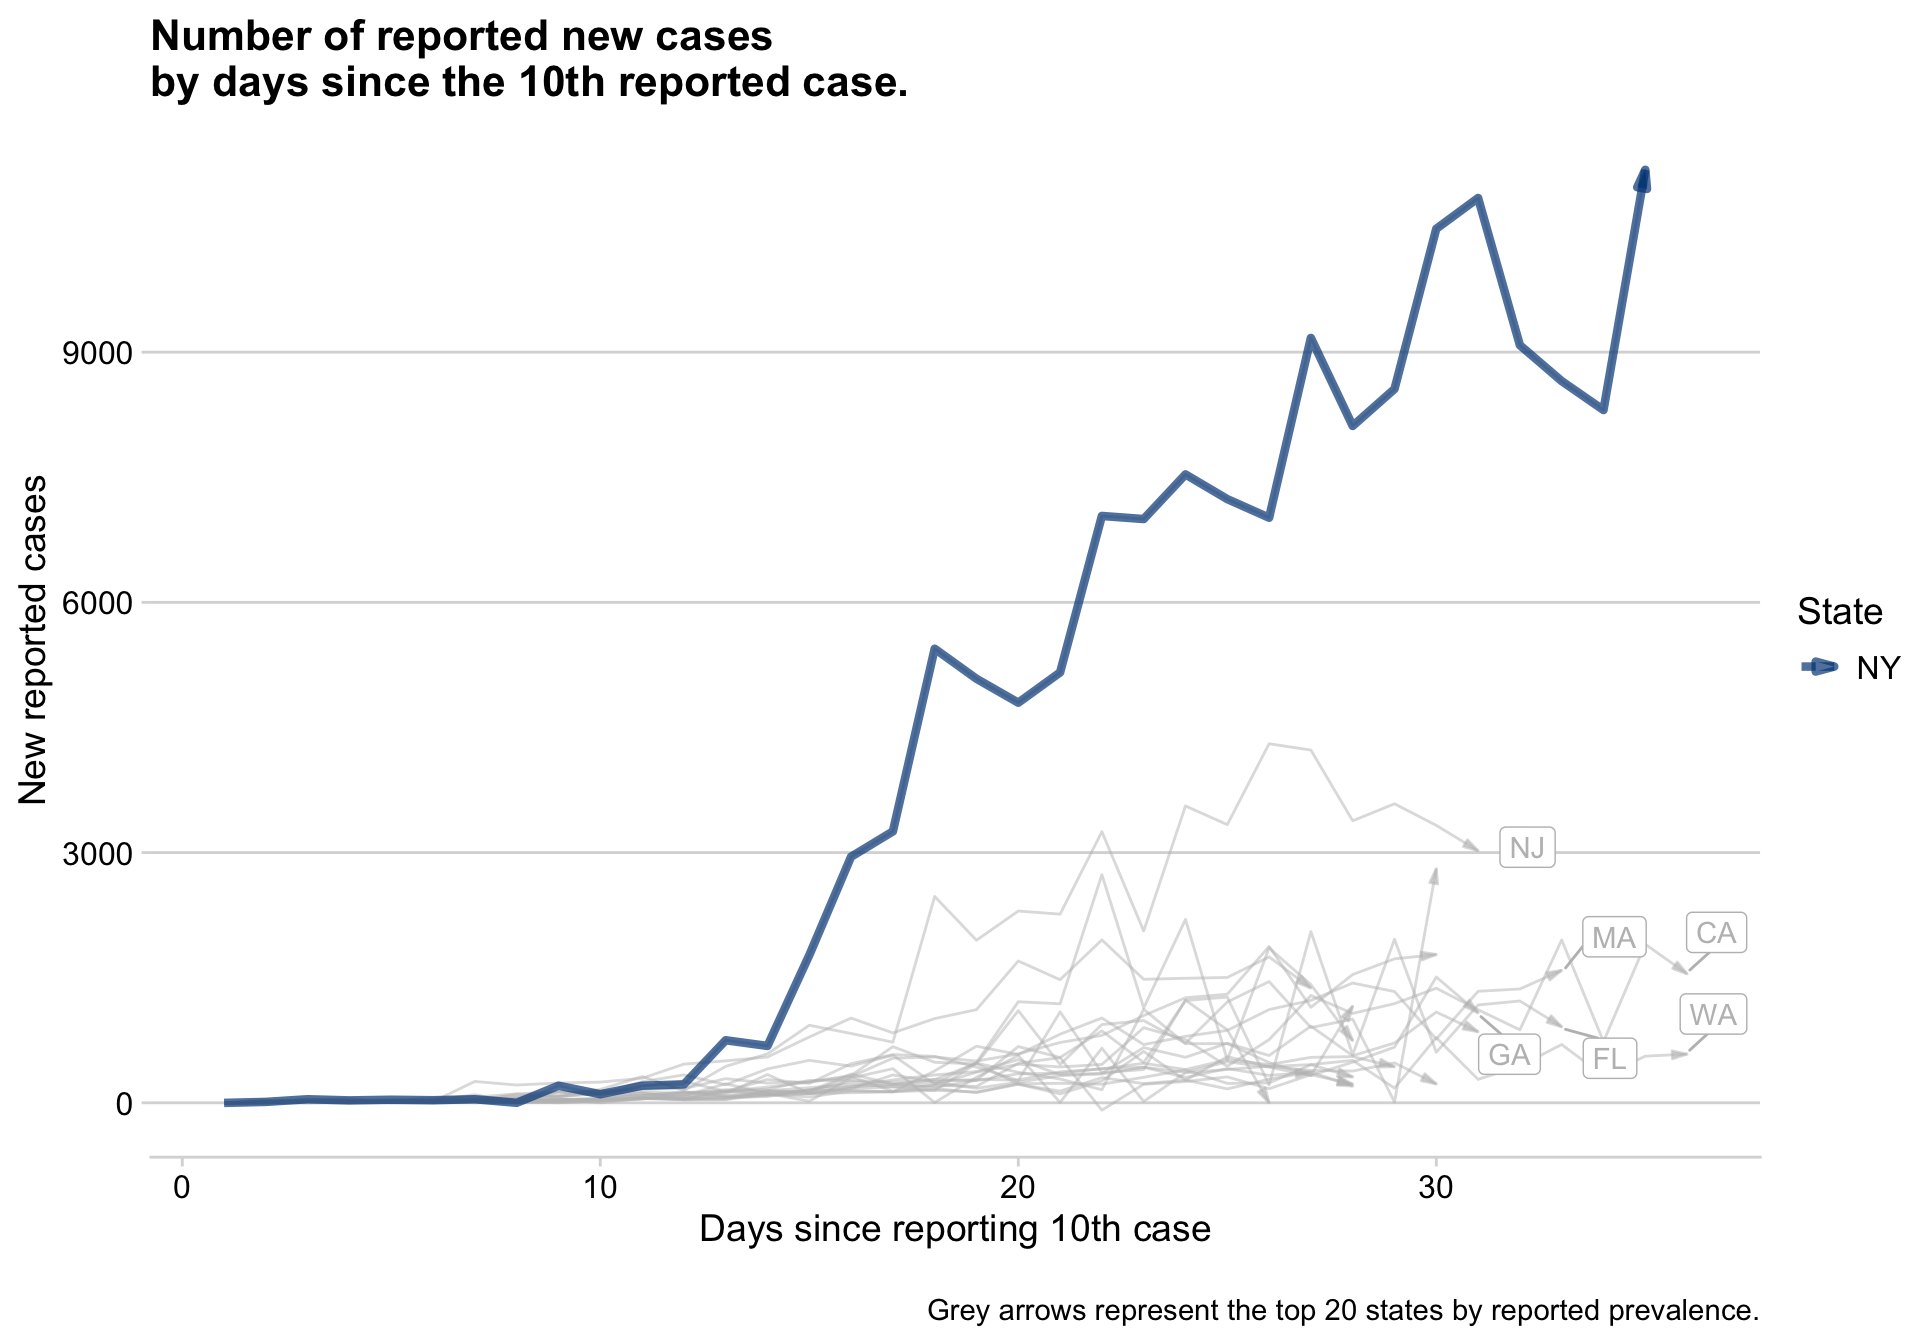 Number of reported new cases
by days since the 10th reported case.
New reported cases
9000
6000
3000
0
0
10
20
30
Days since reporting 10th case
NJ
MA
CA
WA
GA
FL
State
NY
Grey arrows represent the top 20 states by reported prevalence.